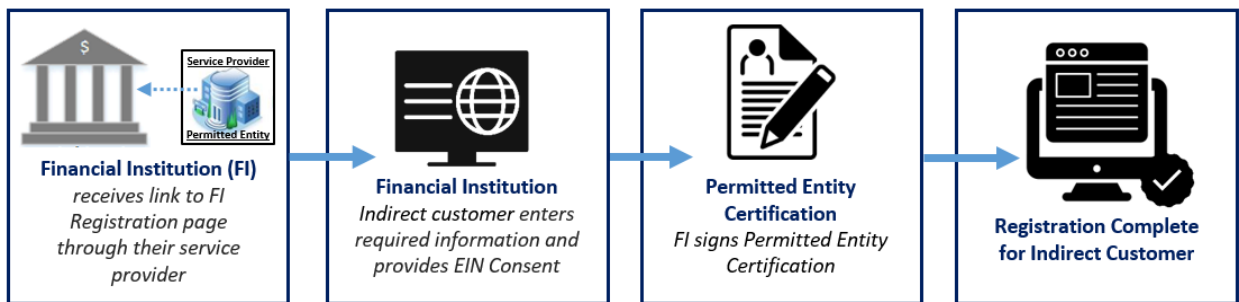 $
Service Provider
Permitted Entity
Financial Institution (FI)
receives link to FI
Registration page
through their service
provider
Financial Institution
Indirect customer enters
required information and
provides EIN Consent
Permitted Entity
Certification
FI signs Permitted Entity
Certification
Registration Complete
for Indirect Customer